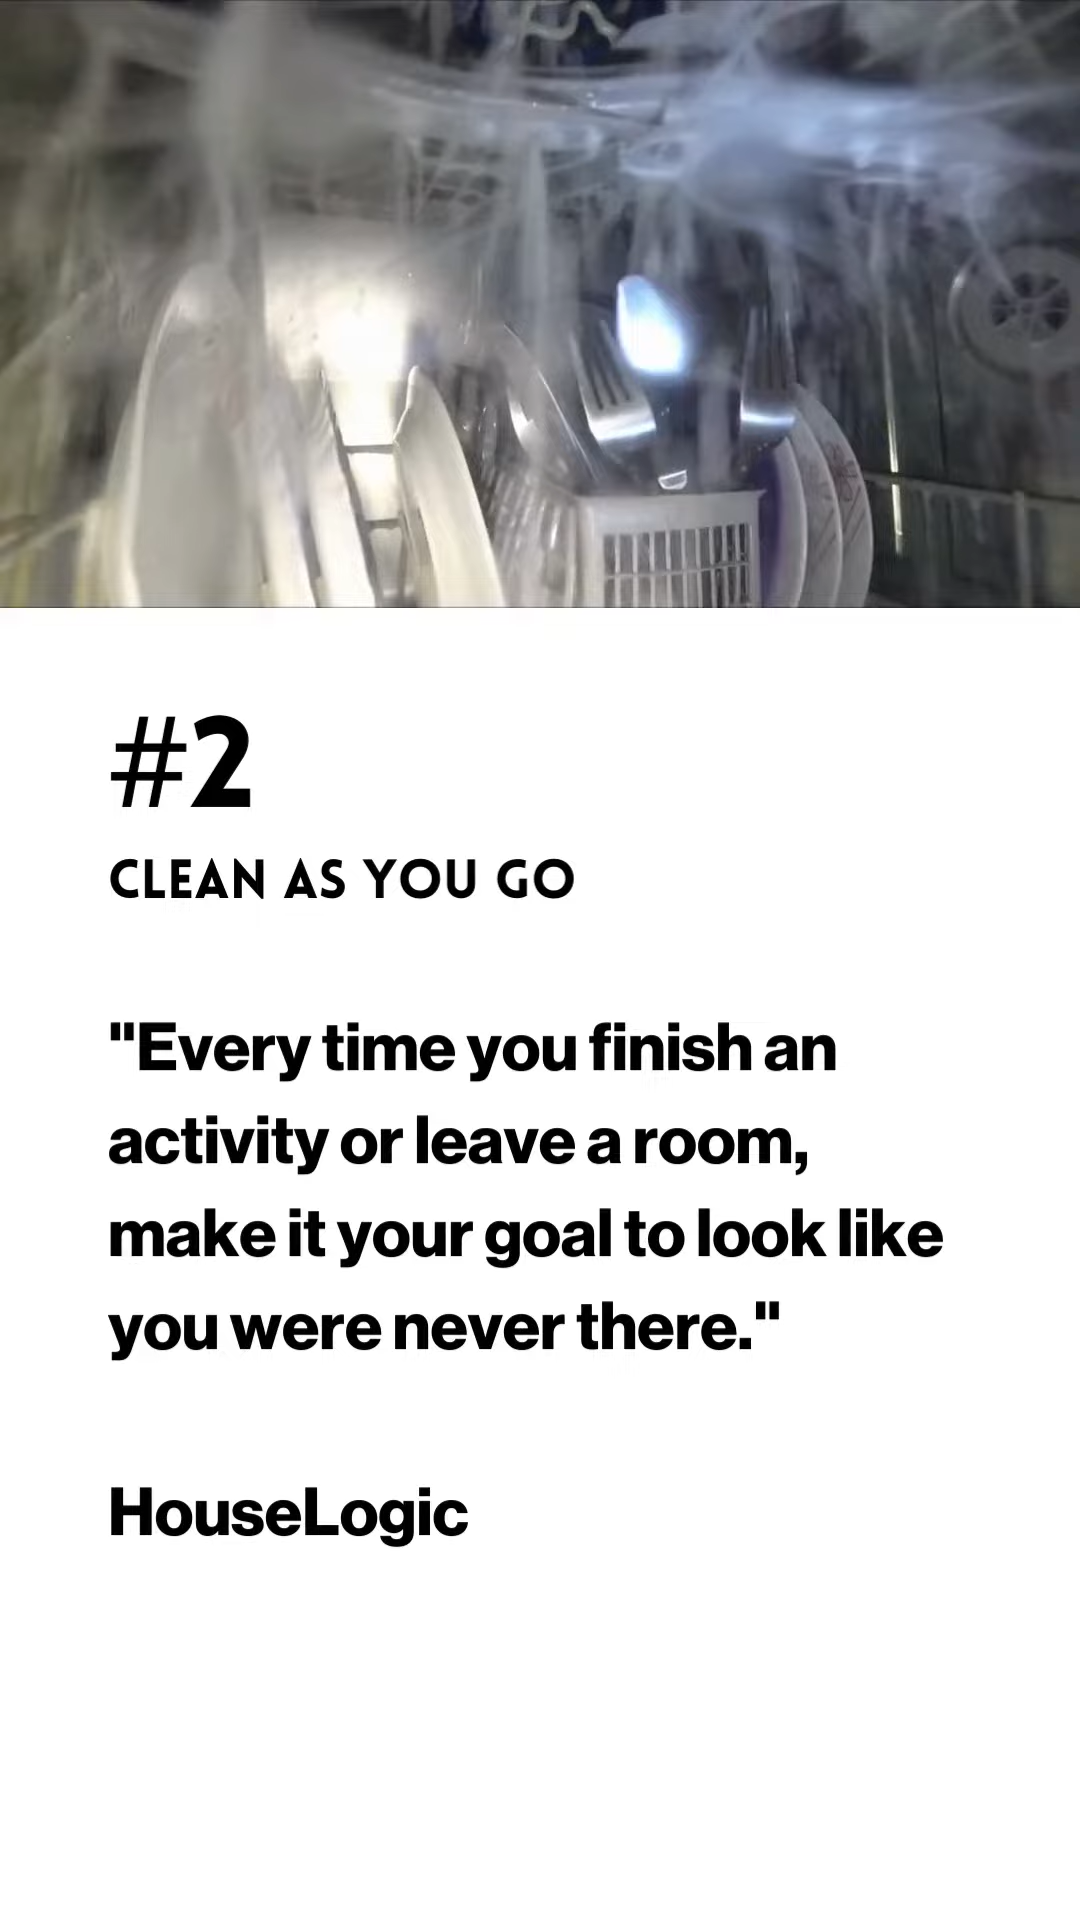 #2
CLEAN AS YOU GO
"Every time you finish an
activity or leave a room,
make it your goal to look like
you were never there."
HouseLogic